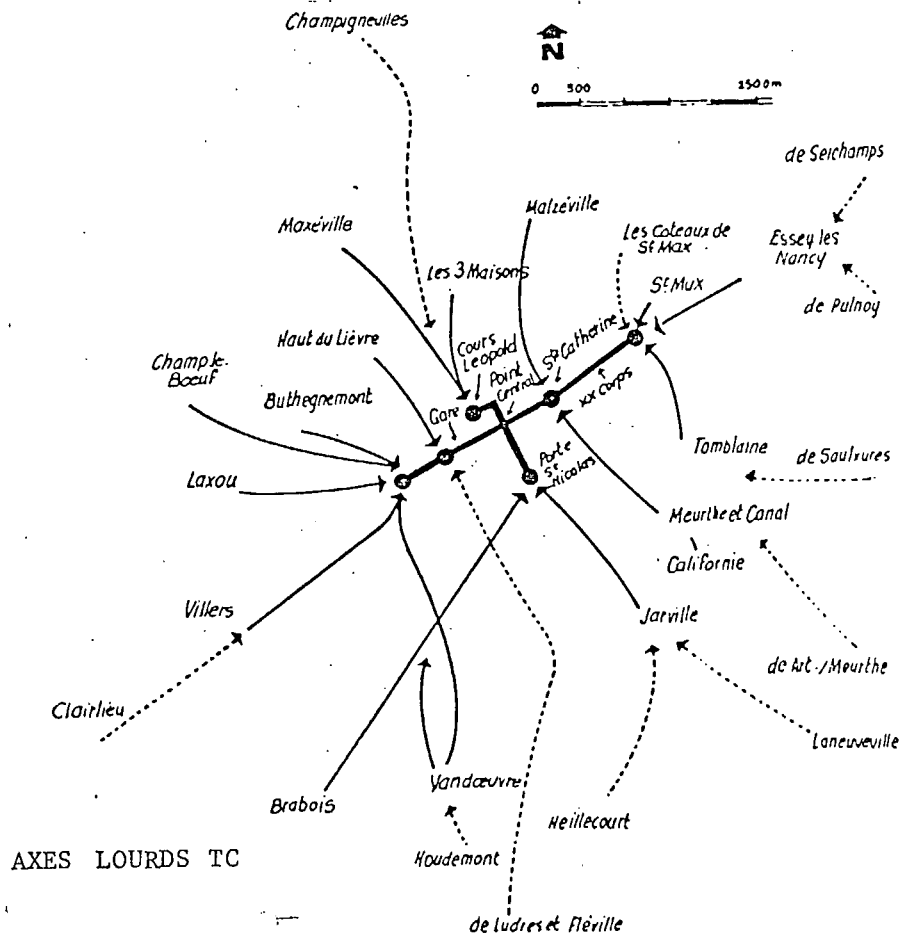 Champigneulles
N
0 500 1500m
de Seichamps
Malzéville
Maxéville
Les Coteaux de
St Max
Essey les
Nancy
Les 3 Maisons
St Max
de Pulnoy
Haut du Lièvre
Cours
Léopold
Point
Central
Ste Catherine
XX Corps
Champ le
Bœuf
Buthegnemont
Gare
Laxou
Porte
St
Nicolas
Tomblaine
de Saulxures
Meurthe et Canal
Californie
Villers
Jarville
de Art-/Meurthe
Clairlieu
Laneuveville
Vandœuvre
Brabois
Heillecourt
Houdemont
AXES LOURDS TC
de Ludres et Fléville